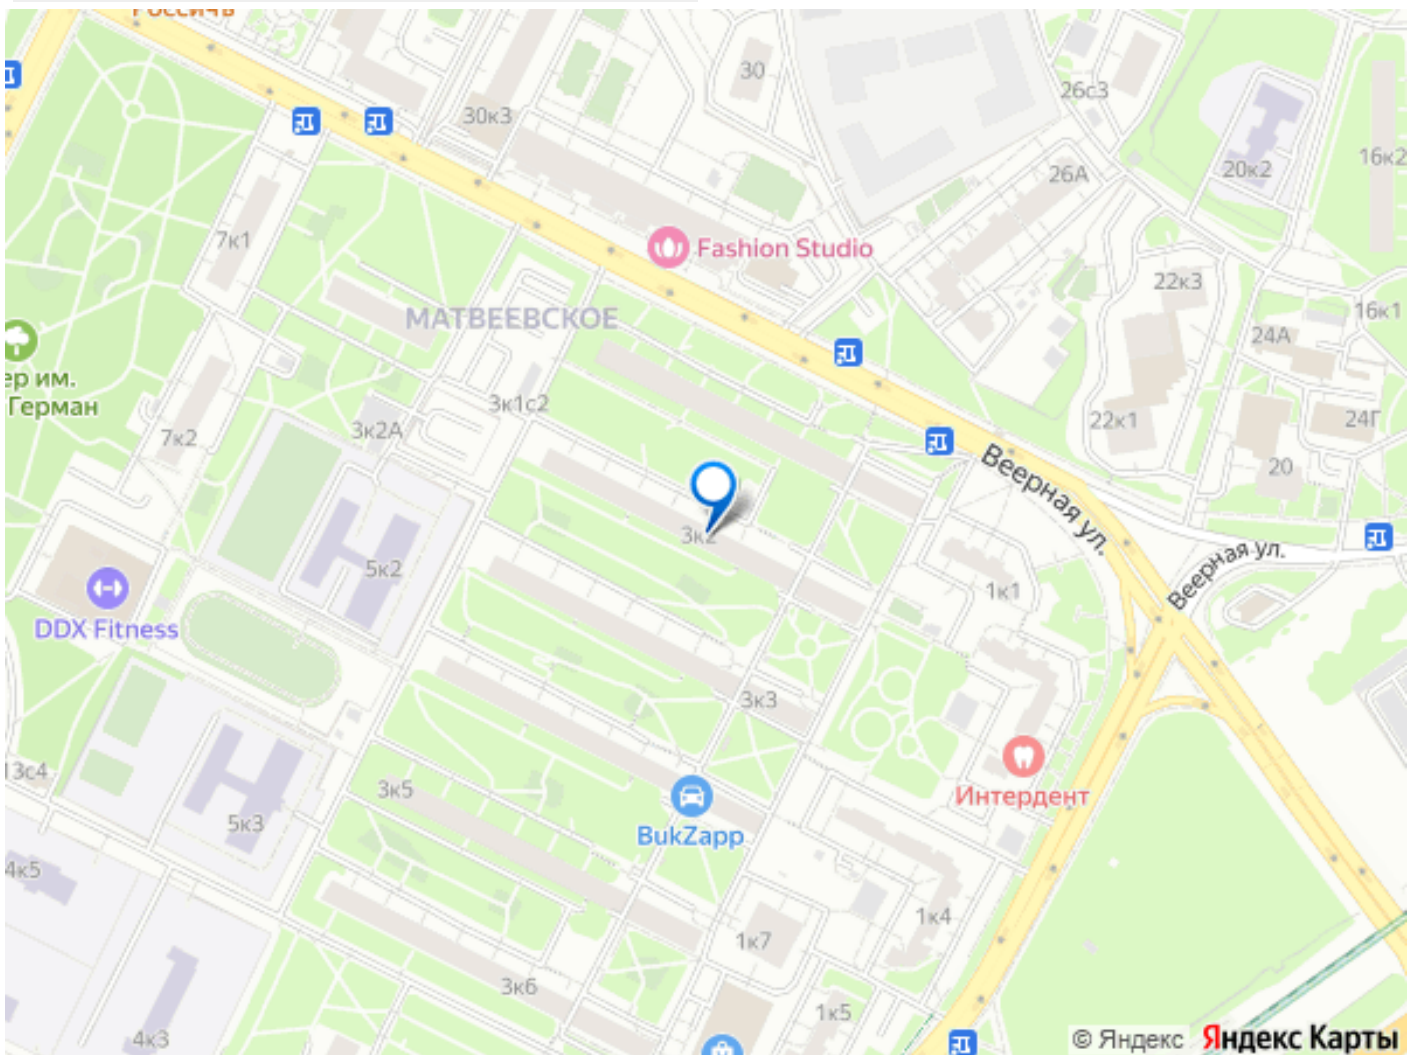 Россичъ
30
26с3
30к3
16к2
20к2
26А
7к1
Fashion Studio
22к3
МАТВЕЕВСКОЕ
16к1
24А
ер им.
Герман
3к1с2
7к2
3к2А
22к1
24Г
20
Веерная ул.
3к2
5к2
Веерная ул.
1к1
DDX Fitness
3к3
13с4
3к5
Интердент
5к3
BukZapp
4к5
1к4
1к7
3к6
1к5
4к3
© Яндекс Яндекс Карты